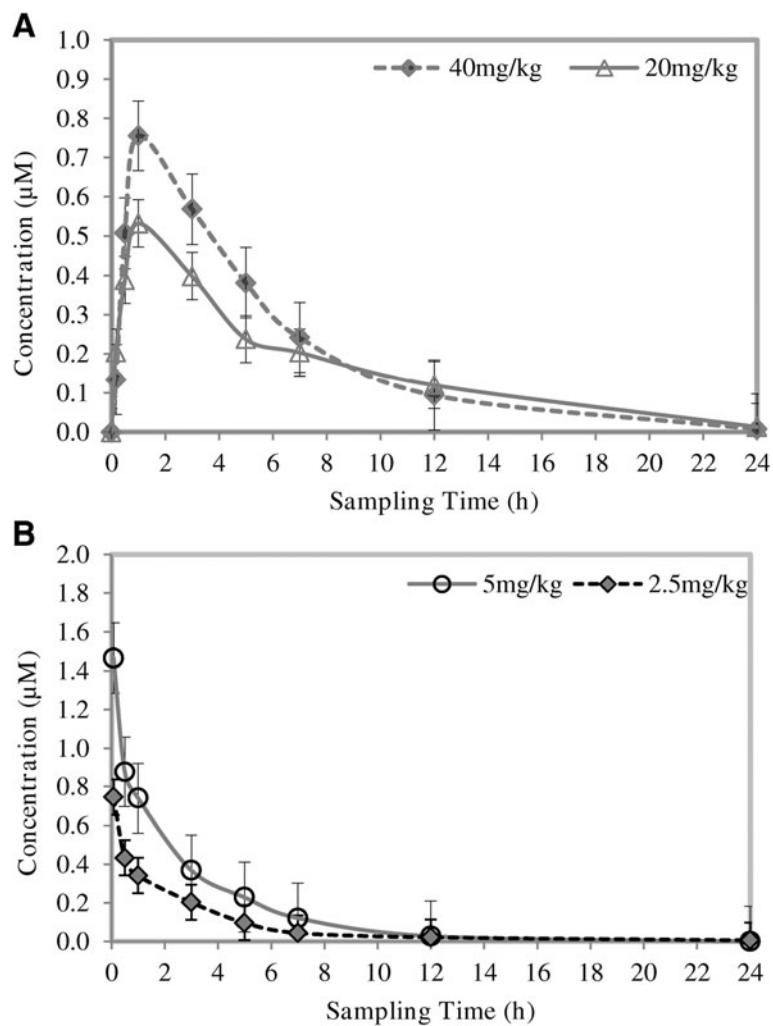 A
1.0
0.9
0.8
0.7
0.6
0.5
0.4
0.3
0.2
0.1
0.0
Concentration (µM)
40mg/kg 20mg/kg
0 2 4 6 8 10 12 14 16 18 20 22 24
Sampling Time (h)
B
2.0
1.8
1.6
1.4
1.2
1.0
0.8
0.6
0.4
0.2
0.0
Concentration (µM)
5mg/kg 2.5mg/kg
0 2 4 6 8 10 12 14 16 18 20 22 24
Sampling Time (h)